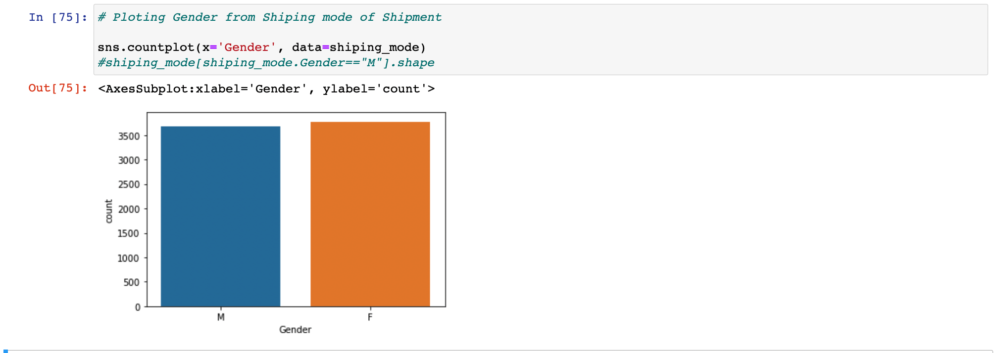 In [75]: # Ploting Gender from Shiping mode of Shipment
sns.countplot(x='Gender', data=shiping_mode)
#shiping_mode[shiping_mode.Gender=="M"].shape
Out[75]: <AxesSubplot:xlabel='Gender', ylabel='count'>
3500
3000
2500
2000
1500
1000
500
0
count
M F
Gender